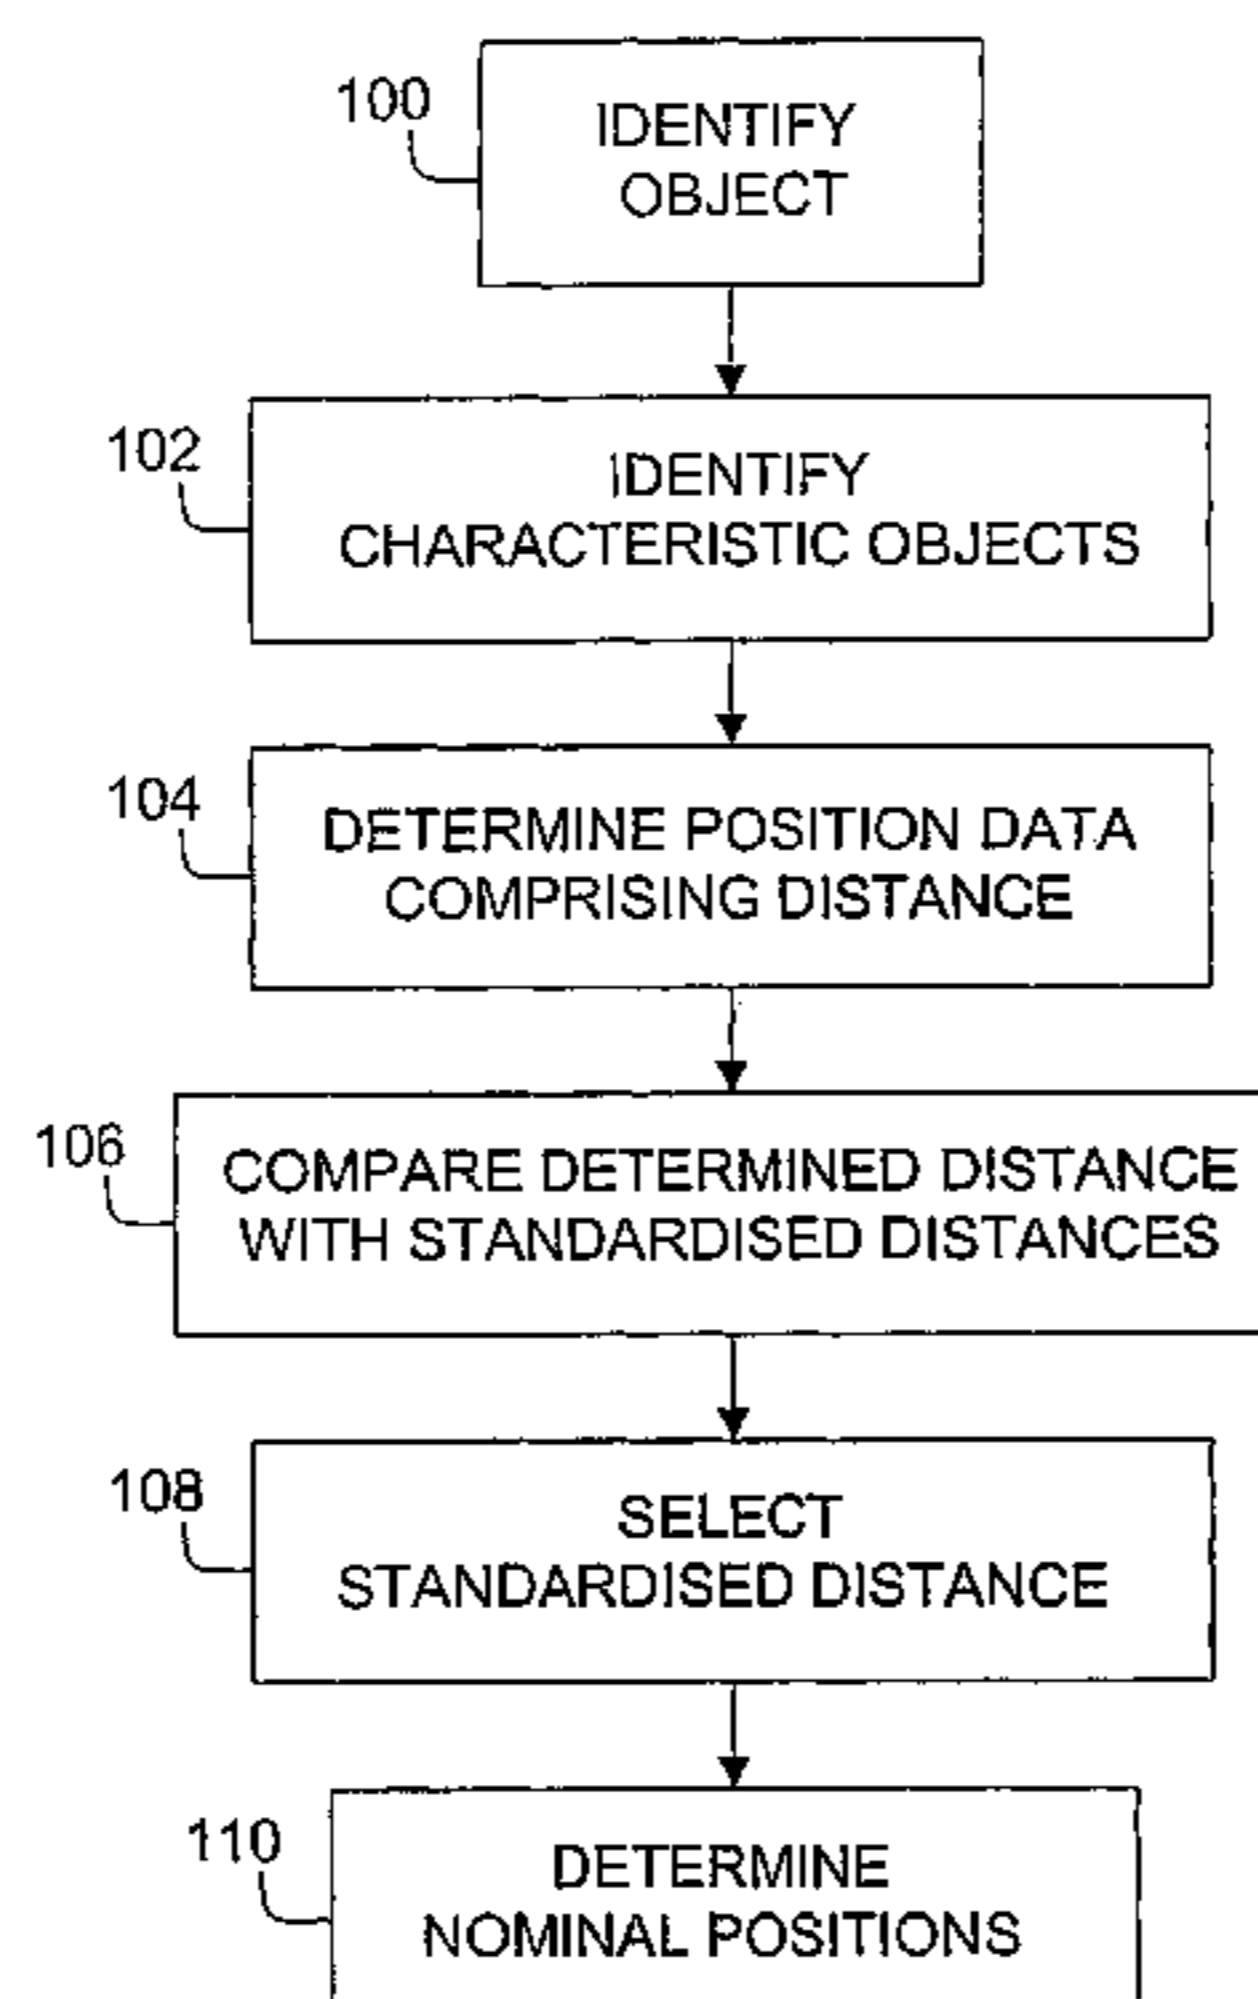 100
IDENTIFY
OBJECT
102
IDENTIFY
CHARACTERISTIC OBJECTS
104
DETERMINE POSITION DATA
COMPRISING DISTANCE
106
COMPARE DETERMINED DISTANCE
WITH STANDARDISED DISTANCES
108
SELECT
STANDARDISED DISTANCE
110
DETERMINE
NOMINAL POSITIONS